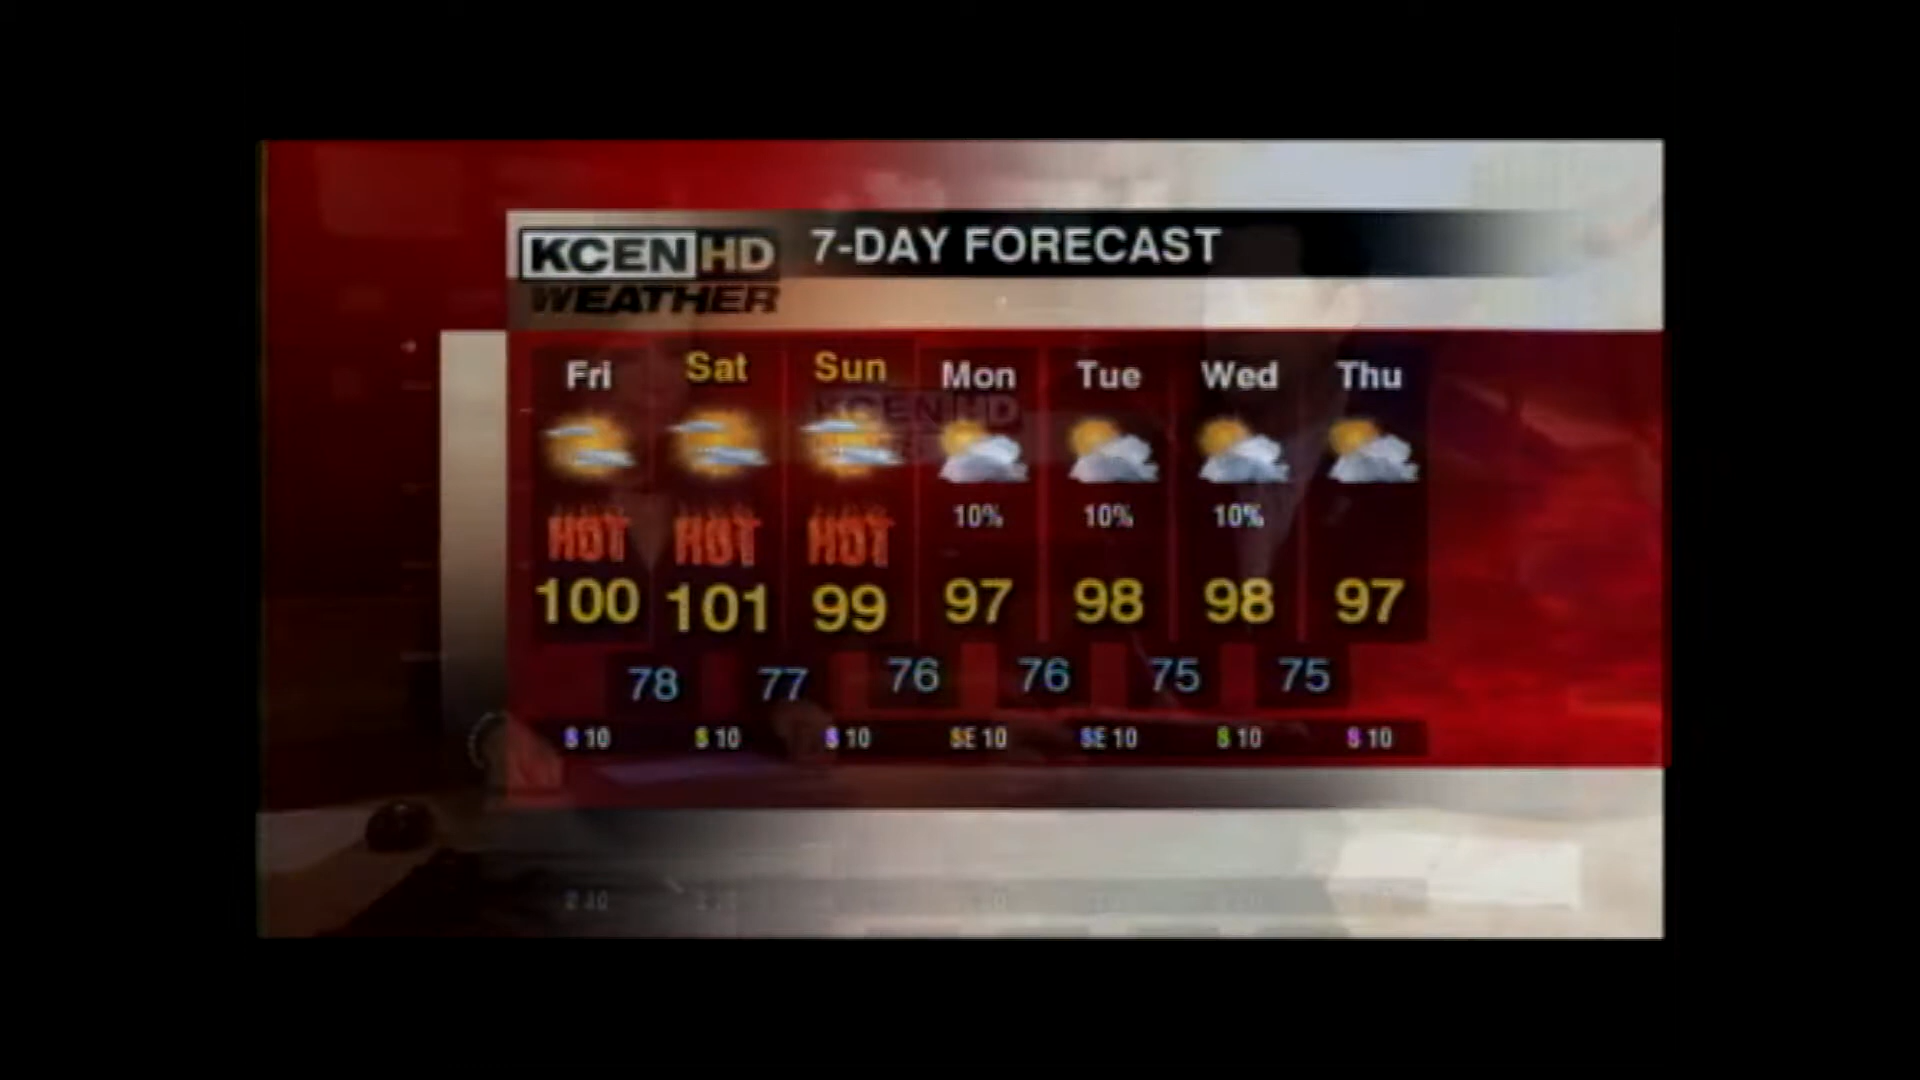 KCEN HD
WEATHER
7-DAY FORECAST
Fri Sat Sun Mon Tue Wed Thu
HOT HOT HOT 10% 10% 10%
100 101 99 97 98 98 97
78 77 76 76 75 75
S 10 S 10 S 10 SE 10 SE 10 S 10 S 10
KCEN HD